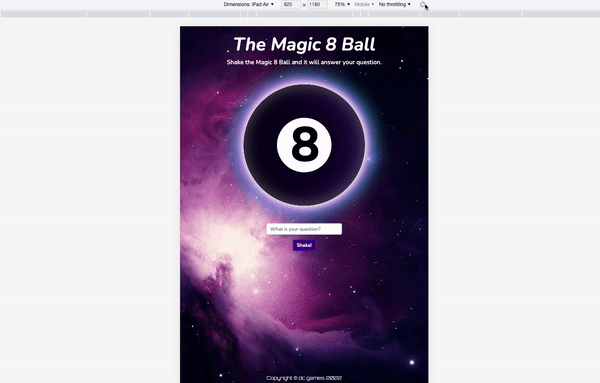 Dimensions: iPad Air ▼ 820 × 1180 75% ▼ Mobile ▼ No throttling ▼
The Magic 8 Ball
Shake the Magic 8 Ball and it will answer your question.
8
What is your question?
Shake!
Copyright © dc games 2022